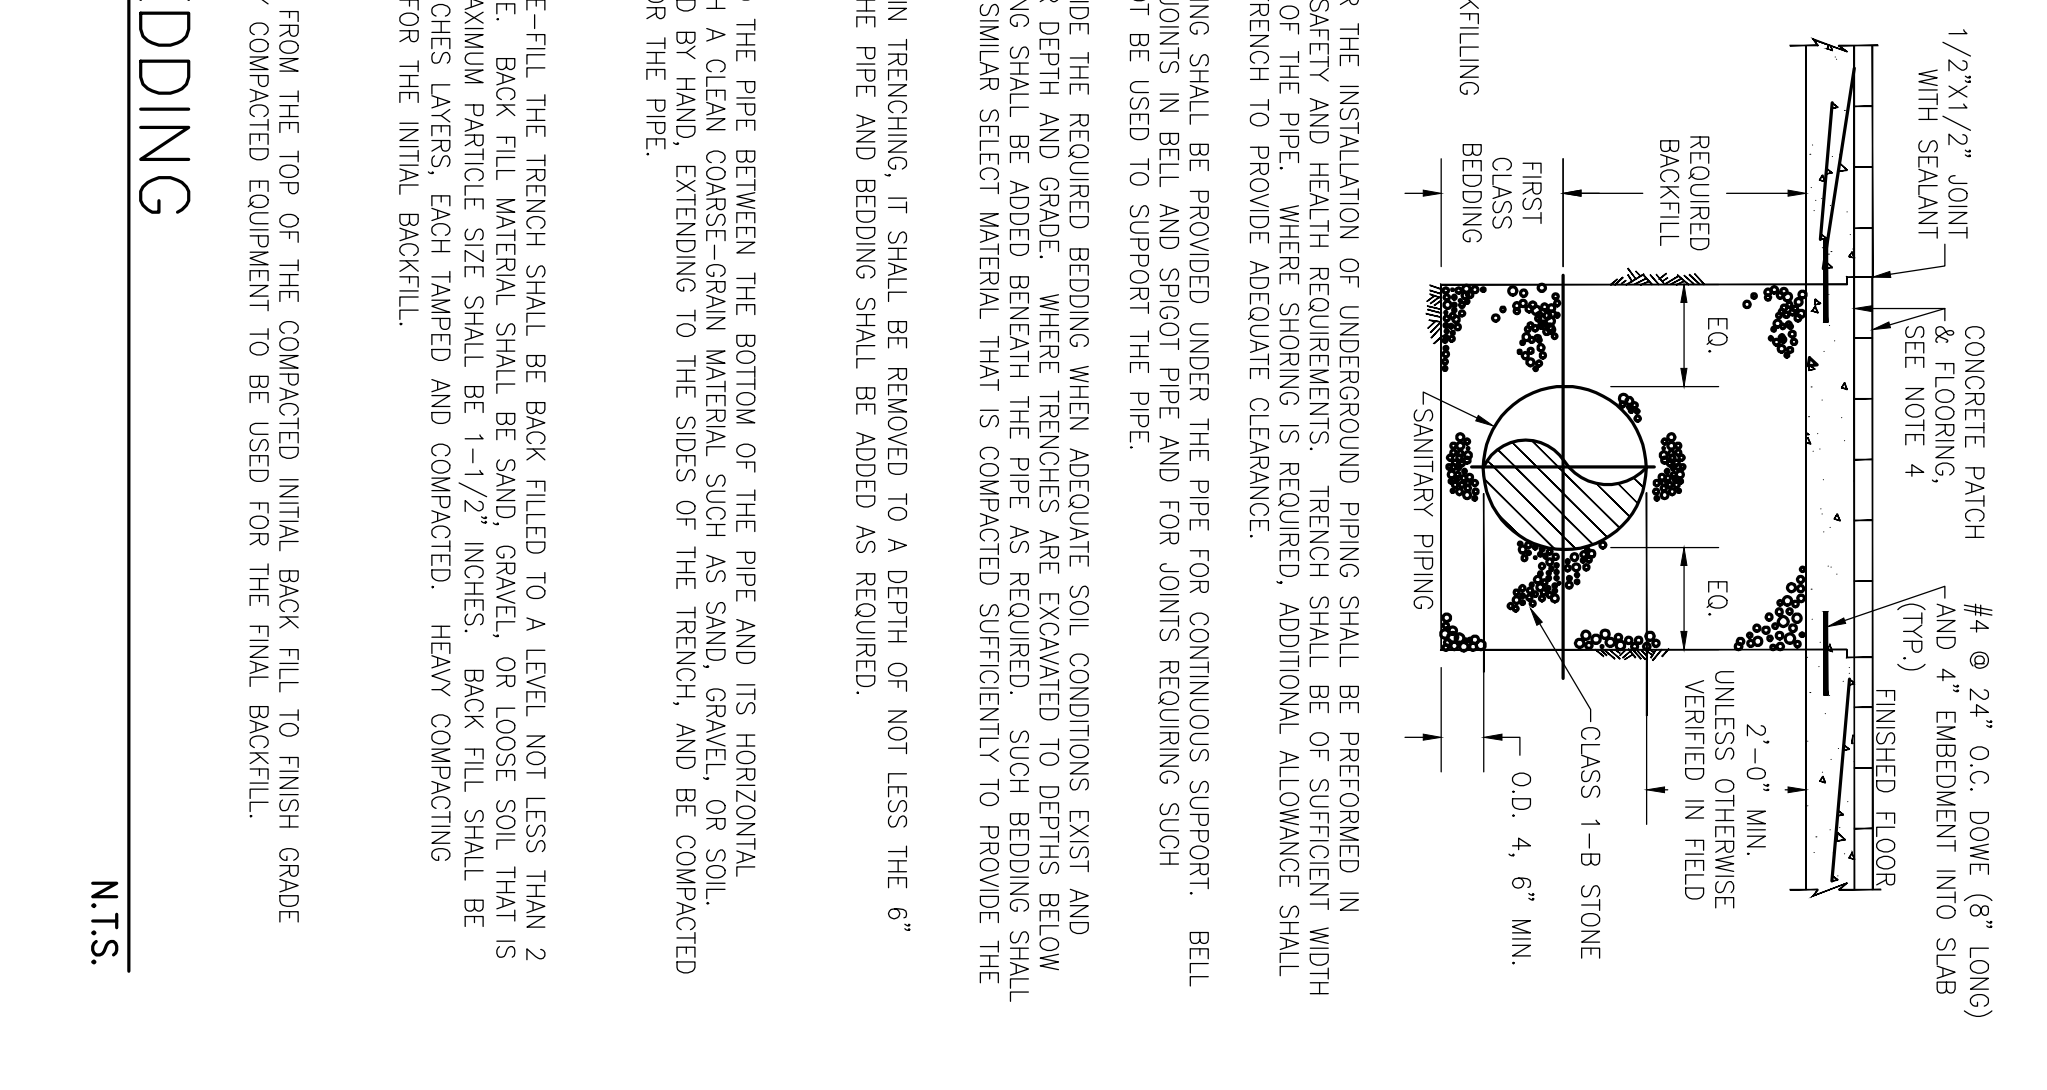 1/2"X1/2" JOINT
WITH SEALANT
CONCRETE PATCH
& FLOORING,
SEE NOTE 4
#4 @ 24" O.C. DOWE (8" LONG)
AND 4" EMBEDMENT INTO SLAB
(TYP.)
FINISHED FLOOR
REQUIRED
BACKFILL
FIRST
CLASS
BEDDING
EQ.
EQ.
2'-0" MIN.
UNLESS OTHERWISE
VERIFIED IN FIELD
CLASS 1-B STONE
O.D. 4, 6" MIN.
SANITARY PIPING
KFILLING
R THE INSTALLATION OF UNDERGROUND PIPING SHALL BE PREFORMED IN
SAFETY AND HEALTH REQUIREMENTS. TRENCH SHALL BE OF SUFFICIENT WIDTH
OF THE PIPE. WHERE SHORING IS REQUIRED, ADDITIONAL ALLOWANCE SHALL
RENCH TO PROVIDE ADEQUATE CLEARANCE.
ING SHALL BE PROVIDED UNDER THE PIPE FOR CONTINUOUS SUPPORT. BELL
JOINTS IN BELL AND SPIGOT PIPE AND FOR JOINTS REQUIRING SUCH
OT BE USED TO SUPPORT THE PIPE.
IDE THE REQUIRED BEDDING WHEN ADEQUATE SOIL CONDITIONS EXIST AND
R DEPTH AND GRADE. WHERE TRENCHES ARE EXCAVATED TO DEPTHS BELOW
NG SHALL BE ADDED BENEATH THE PIPE AS REQUIRED. SUCH BEDDING SHALL
SIMILAR SELECT MATERIAL THAT IS COMPACTED SUFFICIENTLY TO PROVIDE THE
IN TRENCHING, IT SHALL BE REMOVED TO A DEPTH OF NOT LESS THE 6"
HE PIPE AND BEDDING SHALL BE ADDED AS REQUIRED.
THE PIPE BETWEEN THE BOTTOM OF THE PIPE AND ITS HORIZONTAL
H A CLEAN COARSE-GRAIN MATERIAL SUCH AS SAND, GRAVEL, OR SOIL.
D BY HAND, EXTENDING TO THE SIDES OF THE TRENCH, AND BE COMPACTED
OR THE PIPE.
E-FILL THE TRENCH SHALL BE BACK FILLED TO A LEVEL NOT LESS THAN 2
E. BACK FILL MATERIAL SHALL BE SAND, GRAVEL, OR LOOSE SOIL THAT IS
AXIMUM PARTICLE SIZE SHALL BE 1-1/2" INCHES. BACK FILL SHALL BE
CHES LAYERS, EACH TAMPED AND COMPACTED. HEAVY COMPACTING
FOR THE INITIAL BACKFILL.
FROM THE TOP OF THE COMPACTED INITIAL BACK FILL TO FINISH GRADE
Y COMPACTED EQUIPMENT TO BE USED FOR THE FINAL BACKFILL.
DDING
N.T.S.